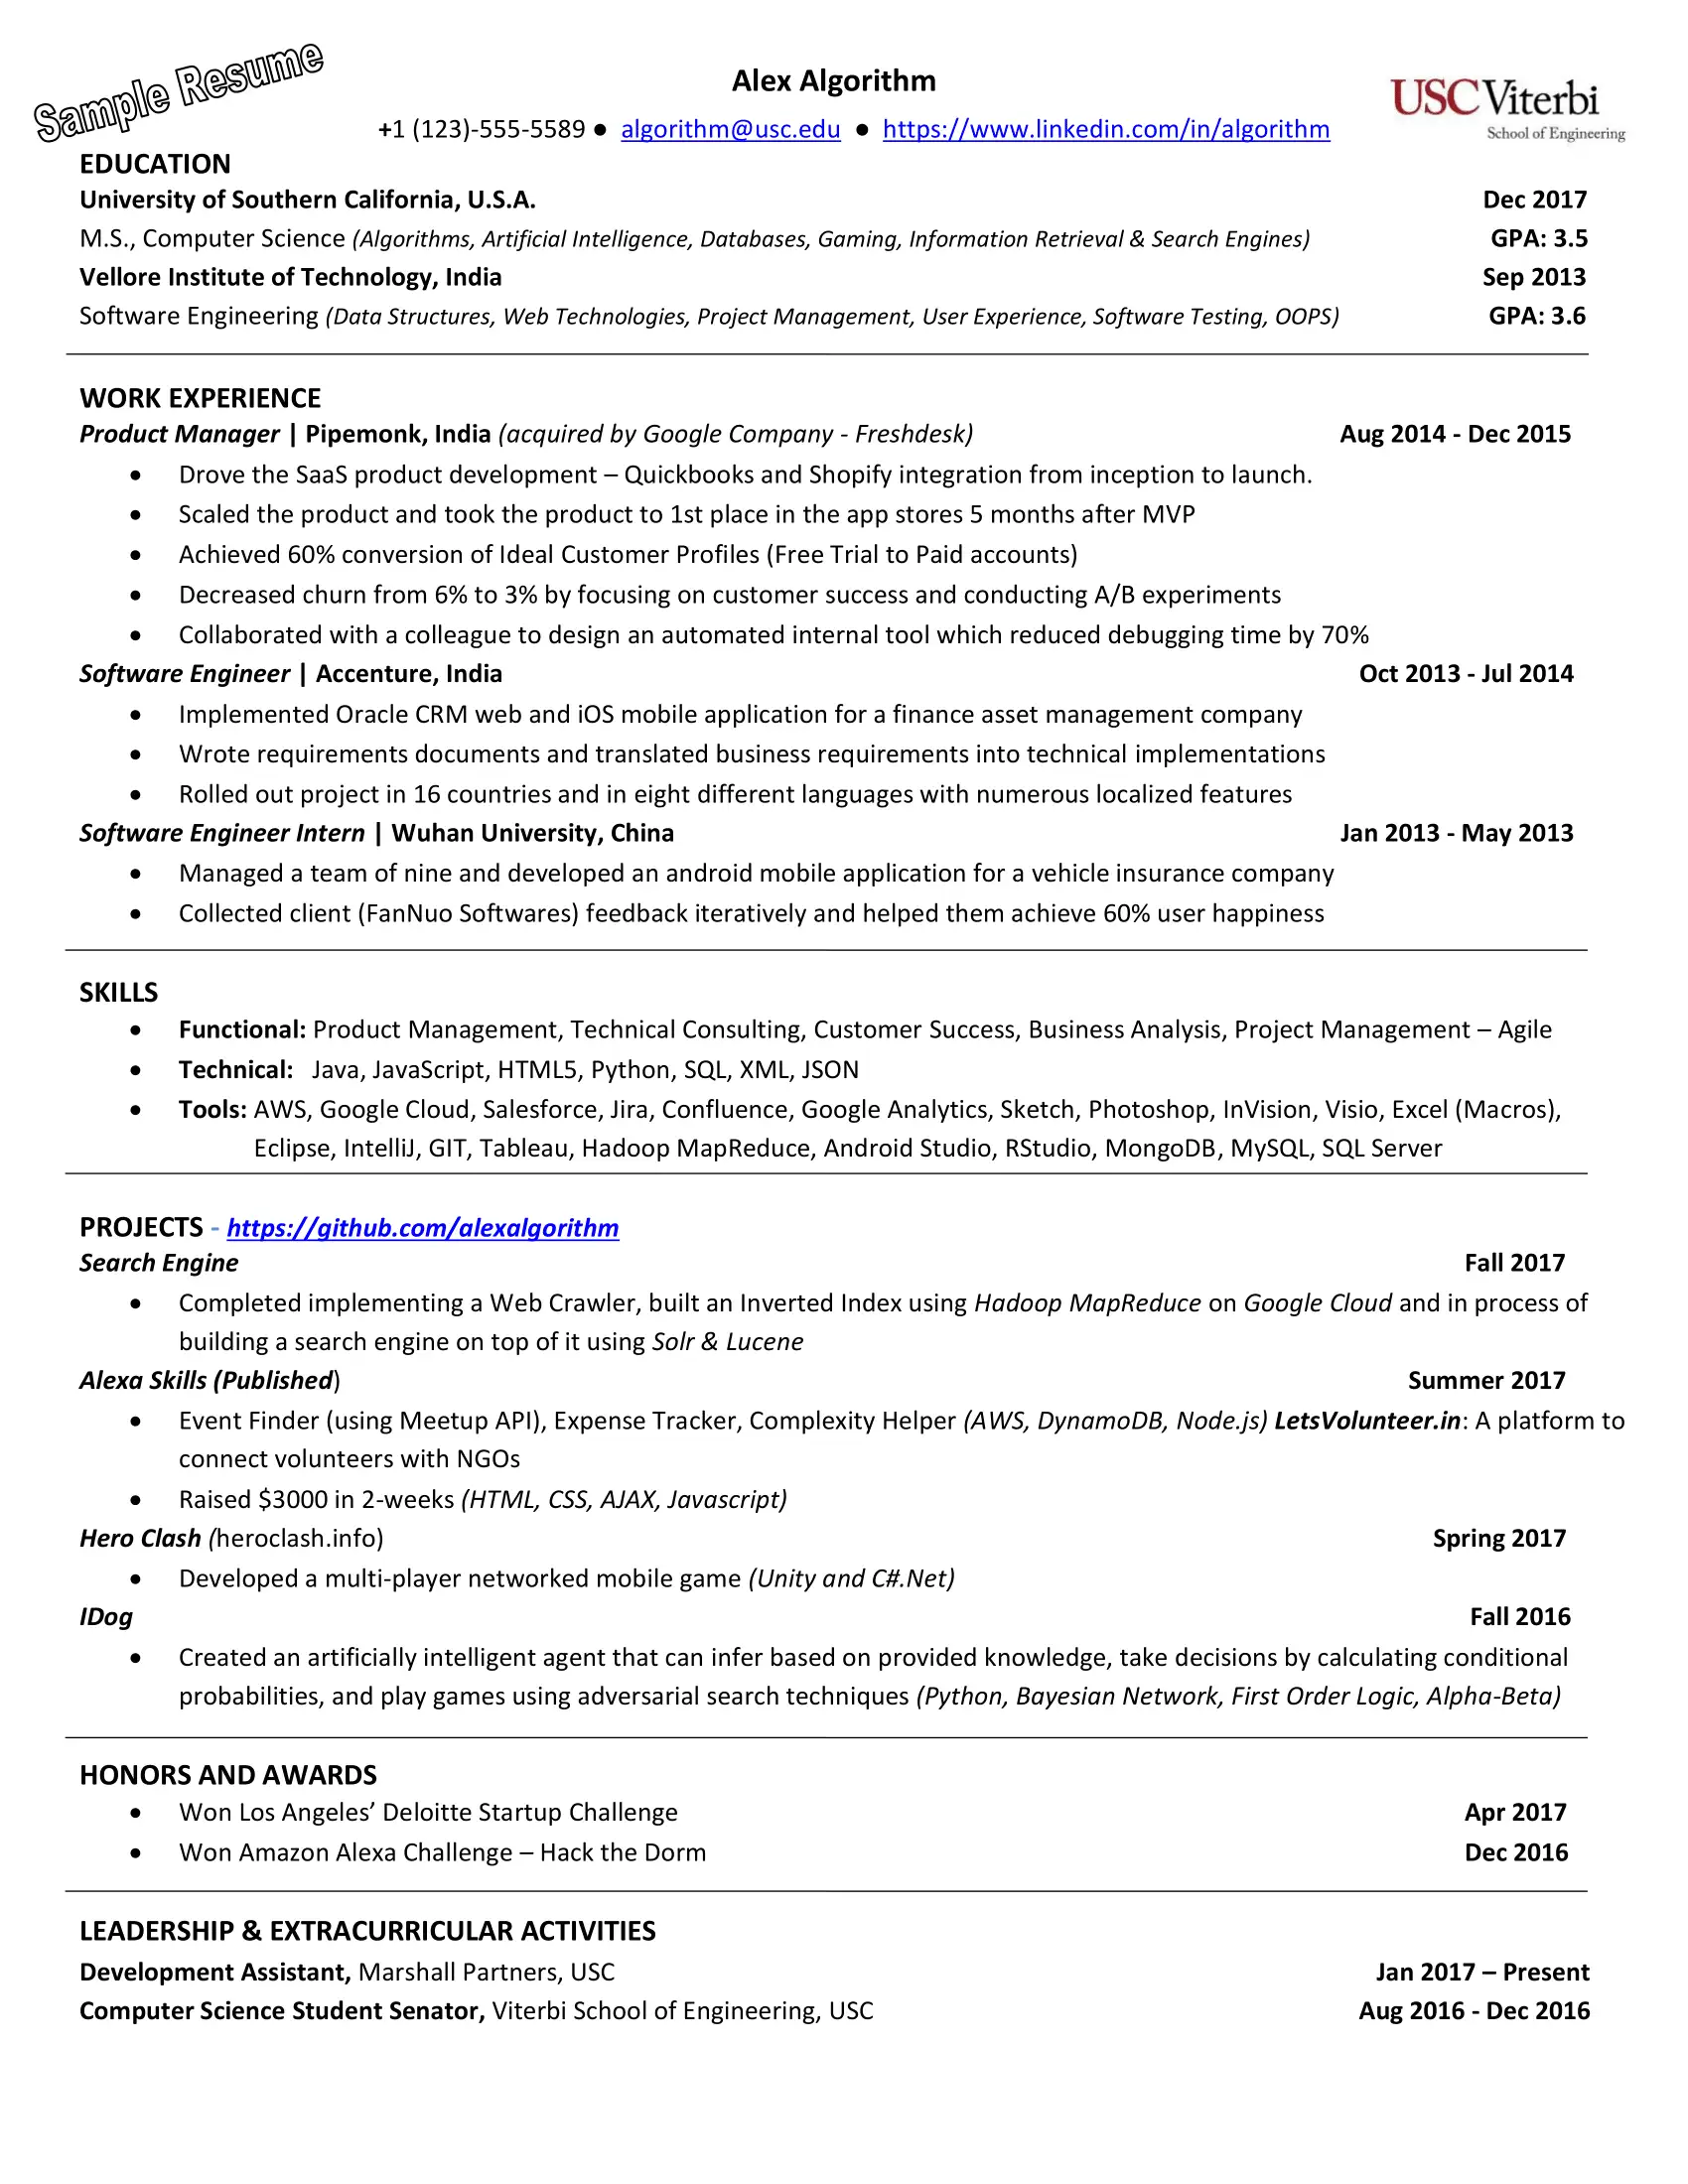 Sample Resume
Alex Algorithm
USC Viterbi
School of Engineering
+1 (123)-555-5589 ● algorithm@usc.edu ● https://www.linkedin.com/in/algorithm
EDUCATION
University of Southern California, U.S.A. Dec 2017
M.S., Computer Science (Algorithms, Artificial Intelligence, Databases, Gaming, Information Retrieval & Search Engines) GPA: 3.5
Vellore Institute of Technology, India Sep 2013
Software Engineering (Data Structures, Web Technologies, Project Management, User Experience, Software Testing, OOPS) GPA: 3.6
WORK EXPERIENCE
Product Manager | Pipemonk, India (acquired by Google Company - Freshdesk) Aug 2014 - Dec 2015
• Drove the SaaS product development – Quickbooks and Shopify integration from inception to launch.
• Scaled the product and took the product to 1st place in the app stores 5 months after MVP
• Achieved 60% conversion of Ideal Customer Profiles (Free Trial to Paid accounts)
• Decreased churn from 6% to 3% by focusing on customer success and conducting A/B experiments
• Collaborated with a colleague to design an automated internal tool which reduced debugging time by 70%
Software Engineer | Accenture, India Oct 2013 - Jul 2014
• Implemented Oracle CRM web and iOS mobile application for a finance asset management company
• Wrote requirements documents and translated business requirements into technical implementations
• Rolled out project in 16 countries and in eight different languages with numerous localized features
Software Engineer Intern | Wuhan University, China Jan 2013 - May 2013
• Managed a team of nine and developed an android mobile application for a vehicle insurance company
• Collected client (FanNuo Softwares) feedback iteratively and helped them achieve 60% user happiness
SKILLS
• Functional: Product Management, Technical Consulting, Customer Success, Business Analysis, Project Management – Agile
• Technical: Java, JavaScript, HTML5, Python, SQL, XML, JSON
• Tools: AWS, Google Cloud, Salesforce, Jira, Confluence, Google Analytics, Sketch, Photoshop, InVision, Visio, Excel (Macros),
Eclipse, IntelliJ, GIT, Tableau, Hadoop MapReduce, Android Studio, RStudio, MongoDB, MySQL, SQL Server
PROJECTS - https://github.com/alexalgorithm
Search Engine Fall 2017
• Completed implementing a Web Crawler, built an Inverted Index using Hadoop MapReduce on Google Cloud and in process of
building a search engine on top of it using Solr & Lucene
Alexa Skills (Published) Summer 2017
• Event Finder (using Meetup API), Expense Tracker, Complexity Helper (AWS, DynamoDB, Node.js) LetsVolunteer.in: A platform to
connect volunteers with NGOs
• Raised $3000 in 2-weeks (HTML, CSS, AJAX, Javascript)
Hero Clash (heroclash.info) Spring 2017
• Developed a multi-player networked mobile game (Unity and C#.Net)
IDog Fall 2016
• Created an artificially intelligent agent that can infer based on provided knowledge, take decisions by calculating conditional
probabilities, and play games using adversarial search techniques (Python, Bayesian Network, First Order Logic, Alpha-Beta)
HONORS AND AWARDS
• Won Los Angeles’ Deloitte Startup Challenge Apr 2017
• Won Amazon Alexa Challenge – Hack the Dorm Dec 2016
LEADERSHIP & EXTRACURRICULAR ACTIVITIES
Development Assistant, Marshall Partners, USC Jan 2017 – Present
Computer Science Student Senator, Viterbi School of Engineering, USC Aug 2016 - Dec 2016